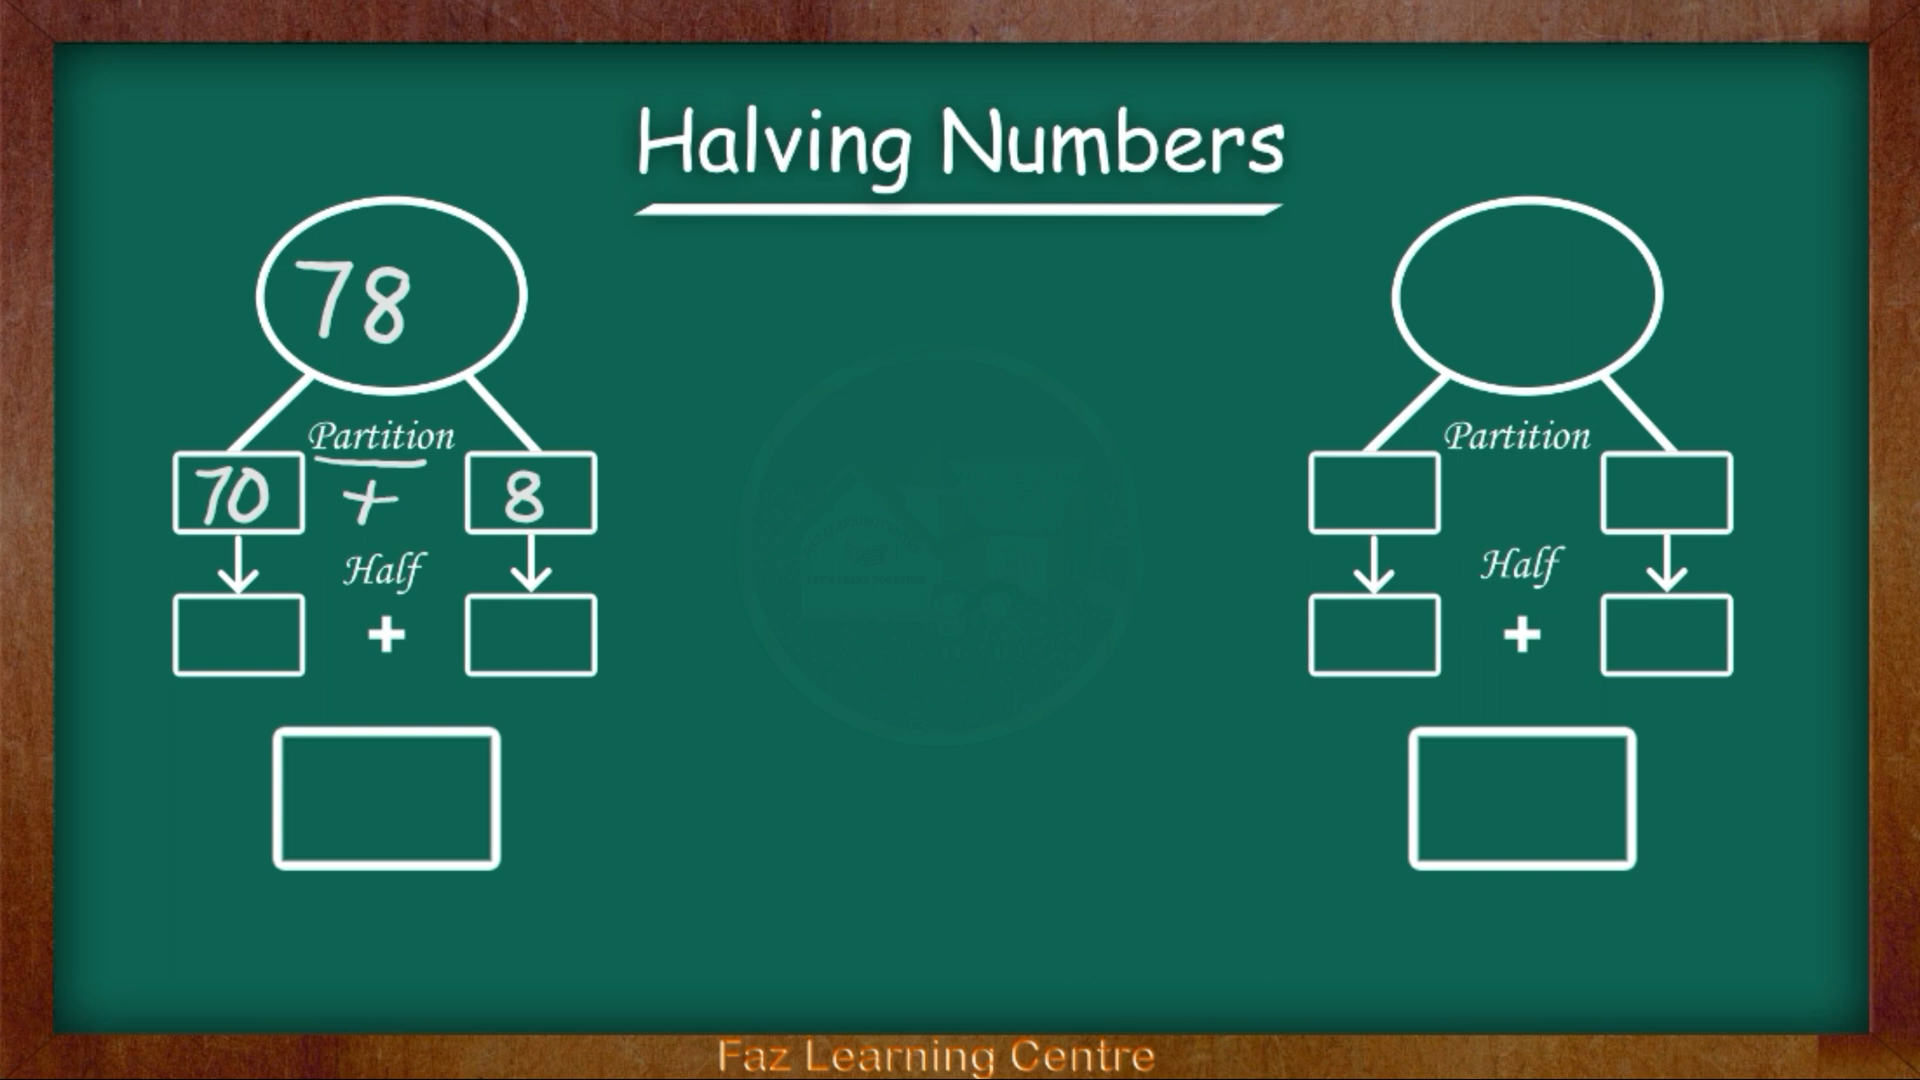 Halving Numbers
78
Partition
Partition
70 + 8
Half
Half
+
+
Faz Learning Centre